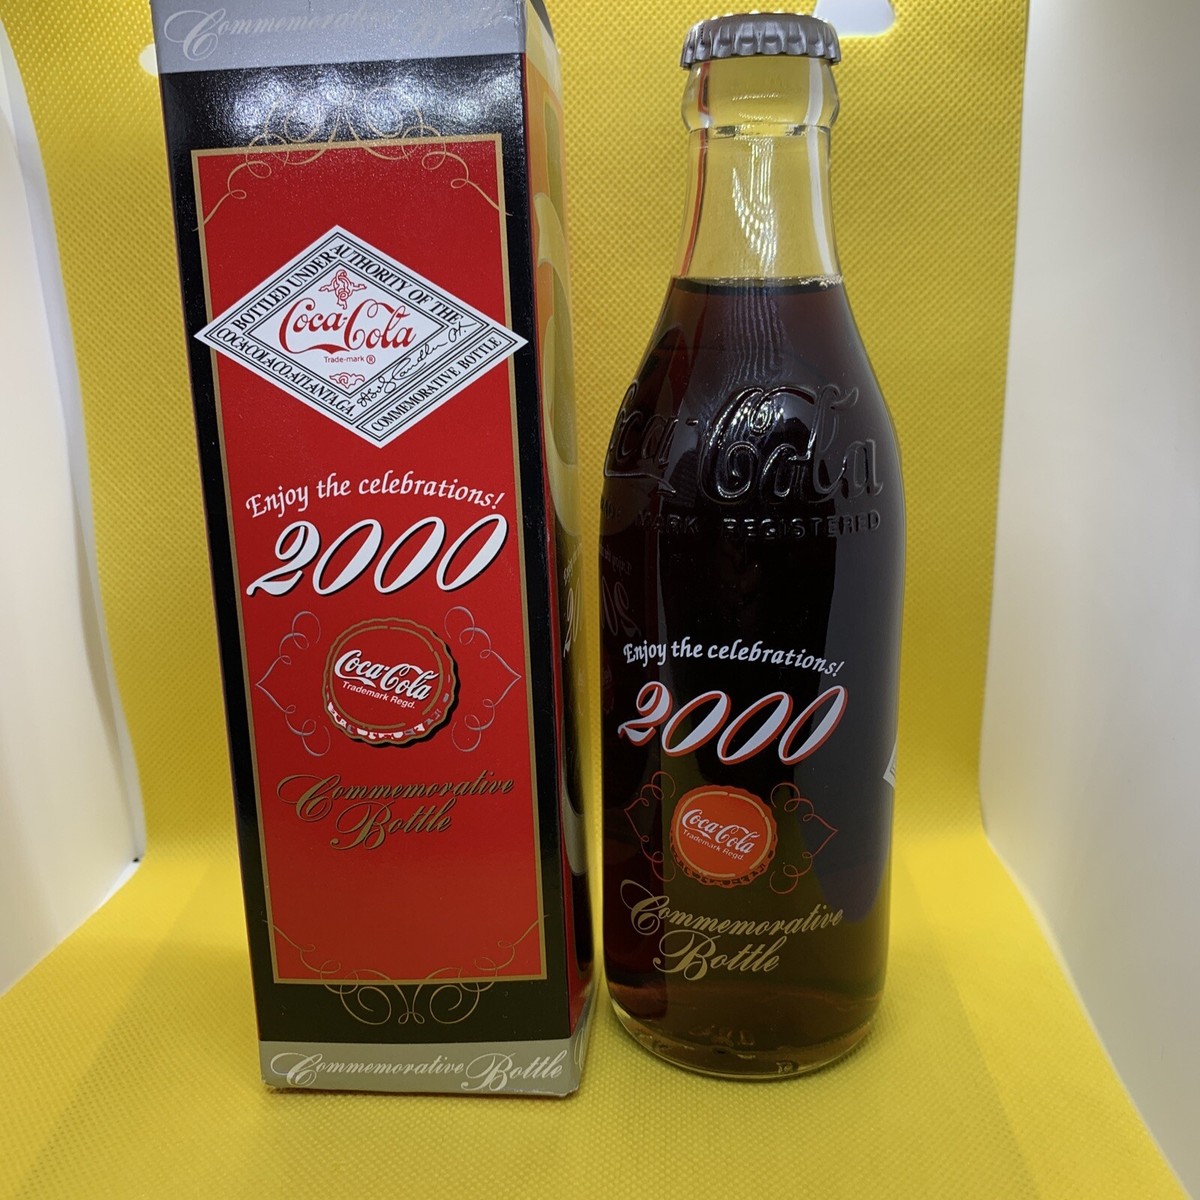 Commemorative Bottle
BOTTLED UNDER AUTHORITY OF THE
COCA-COLA CO. ATLANTA, GA.
COMMEMORATIVE BOTTLE
Coca-Cola
Trade-mark ®
Enjoy the celebrations!
2000
Coca-Cola
Trademark Regd.
Commemorative
Bottle
Commemorative Bottle
Coca-Cola
MARK REGISTERED
Enjoy the celebrations!
2000
Coca-Cola
Trademark Regd
Commemorative
Bottle